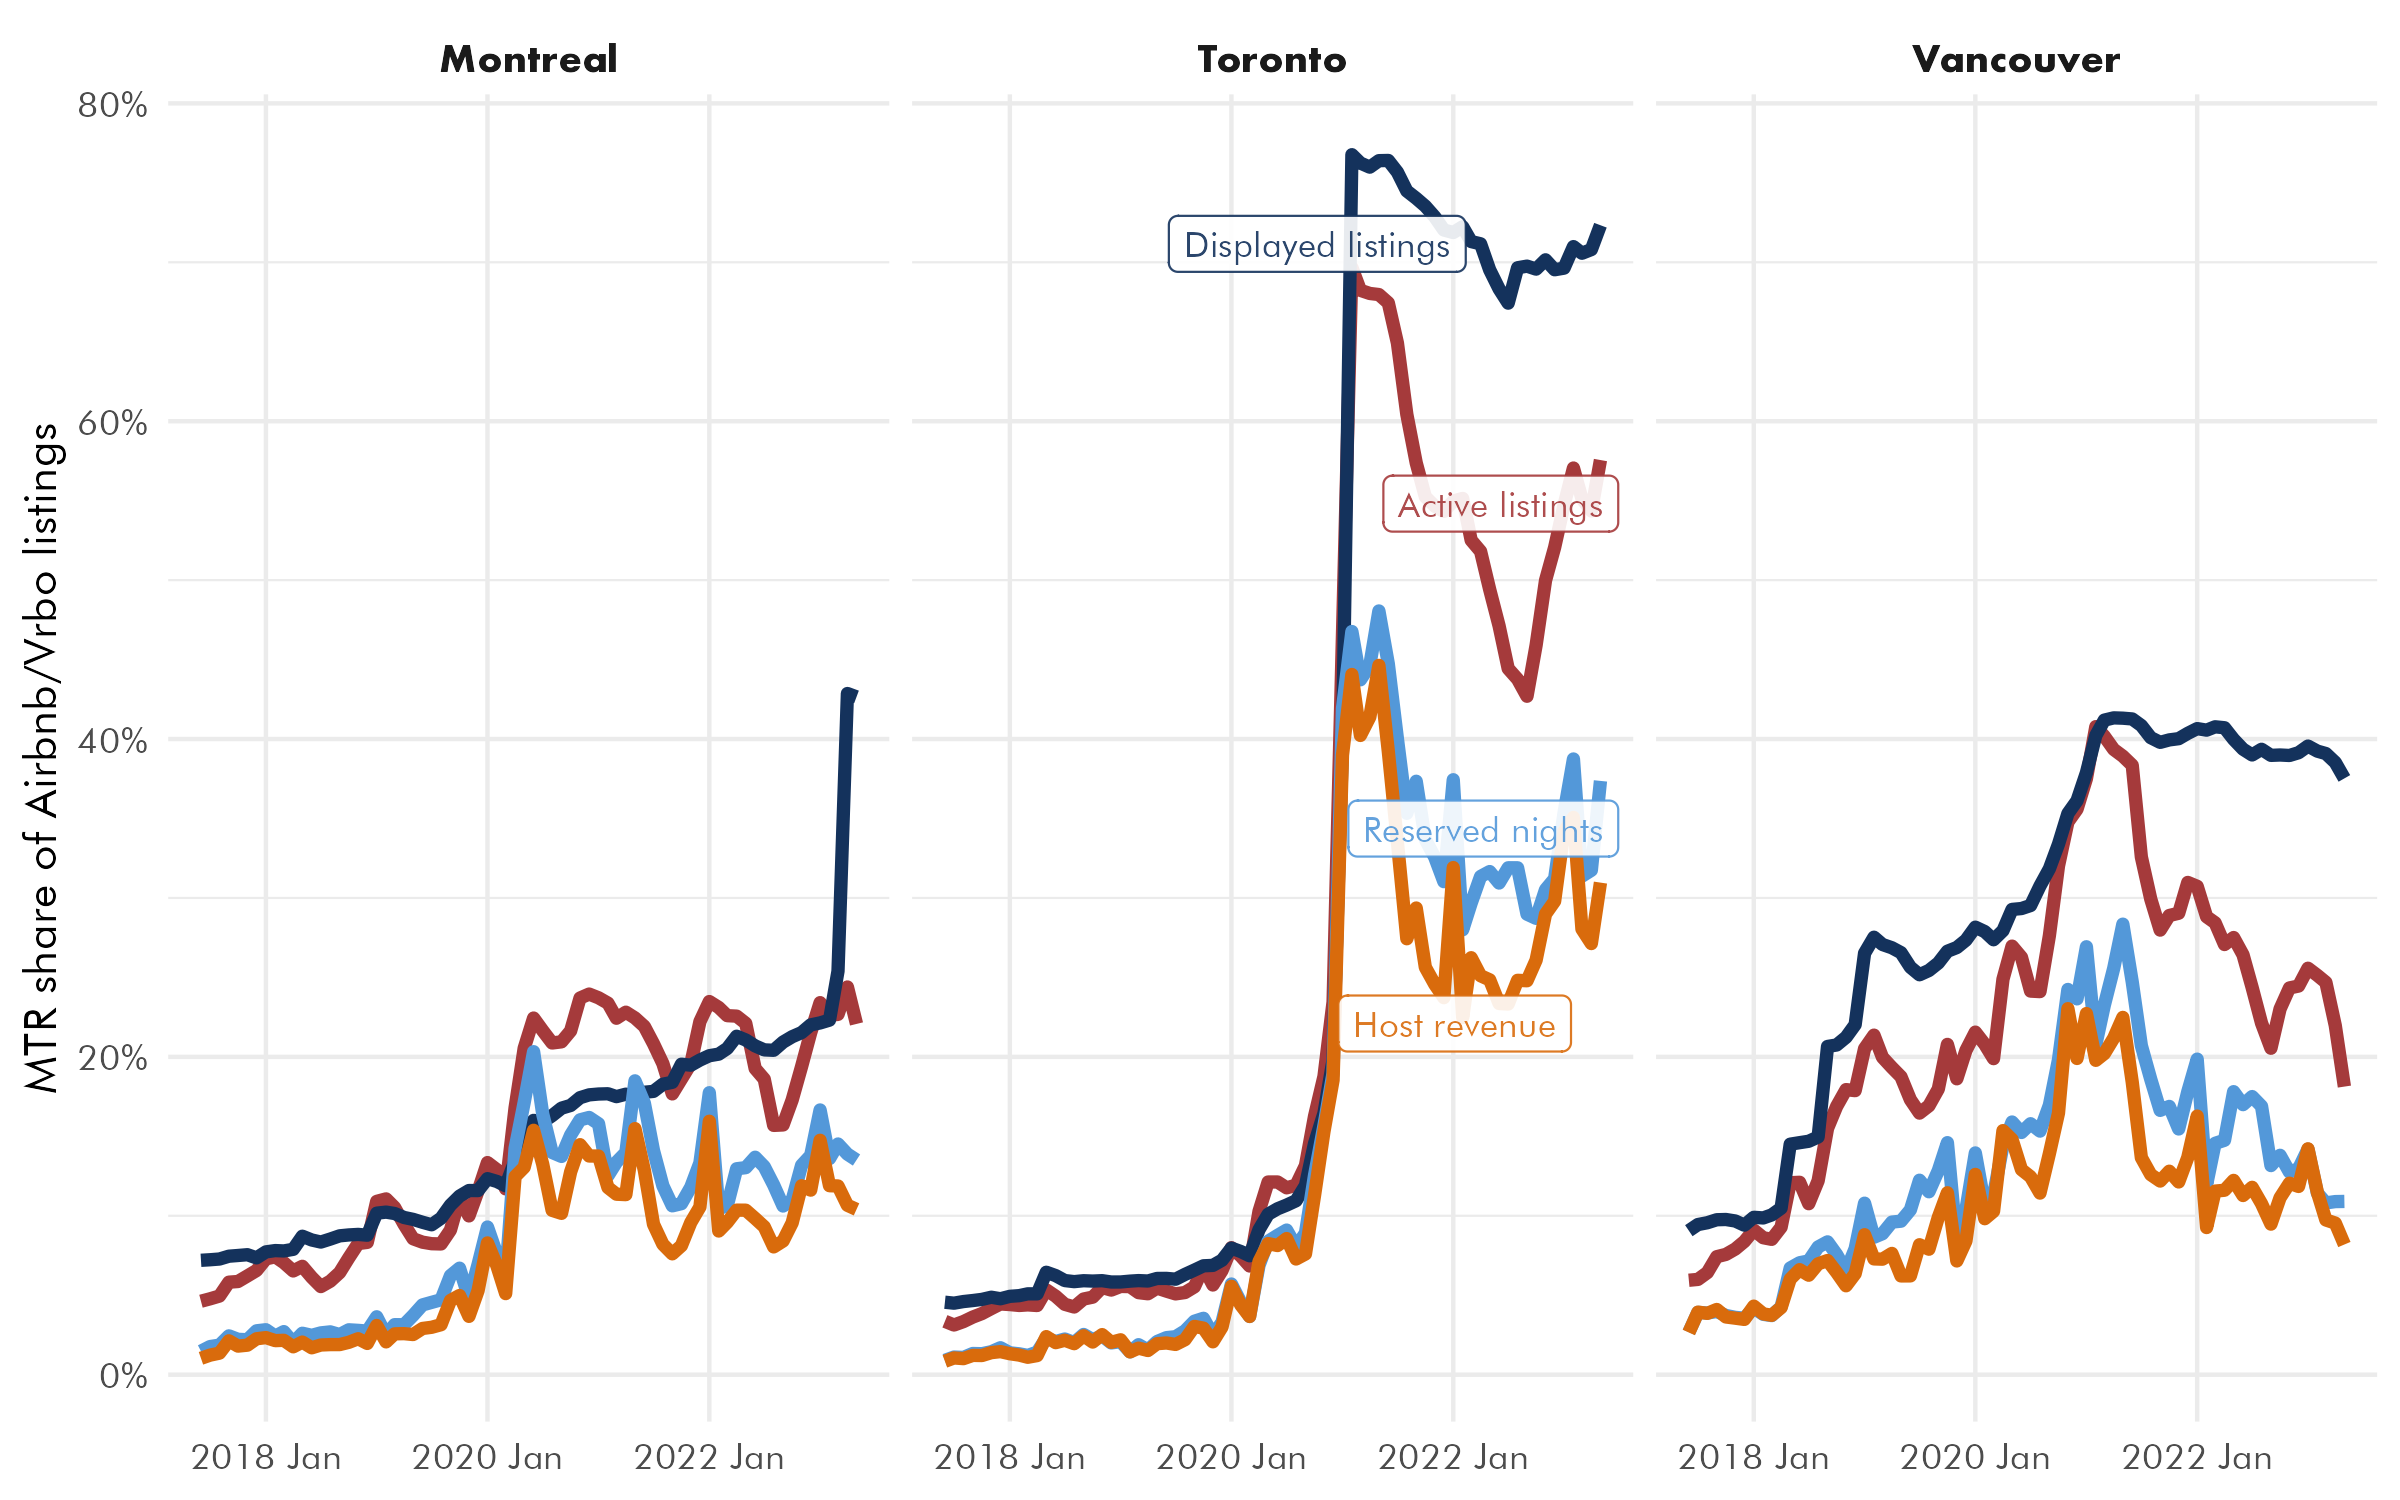 Montreal
Toronto
Vancouver
MTR share of Airbnb/Vrbo listings
80%
60%
40%
20%
0%
Displayed listings
Active listings
Reserved nights
Host revenue
2018 Jan
2020 Jan
2022 Jan
2018 Jan
2020 Jan
2022 Jan
2018 Jan
2020 Jan
2022 Jan